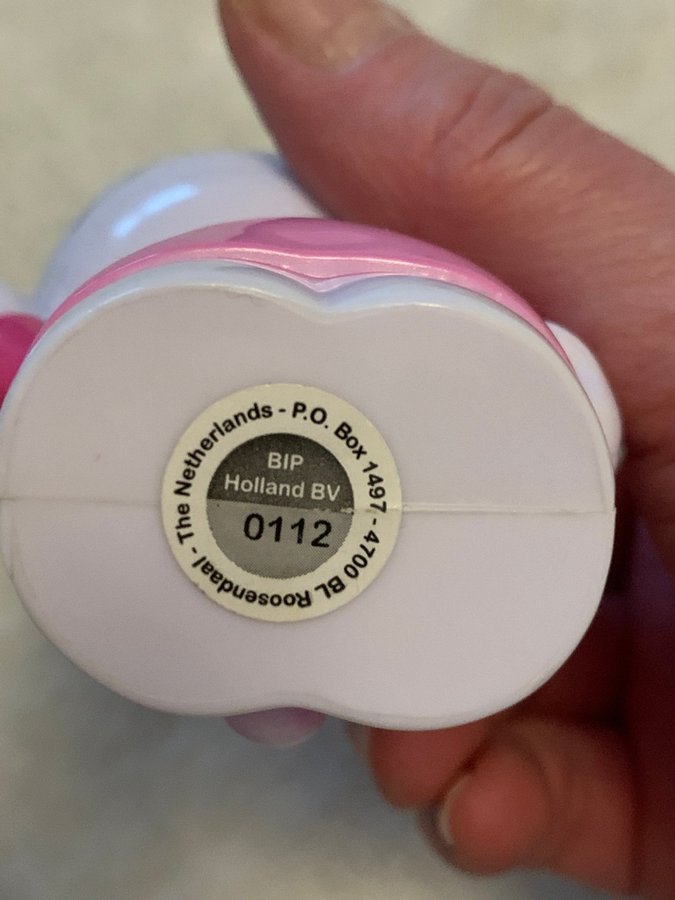 The Netherlands - P.O. Box 1497 - 4700 BL Roosendaal -
BIP
Holland BV
0112